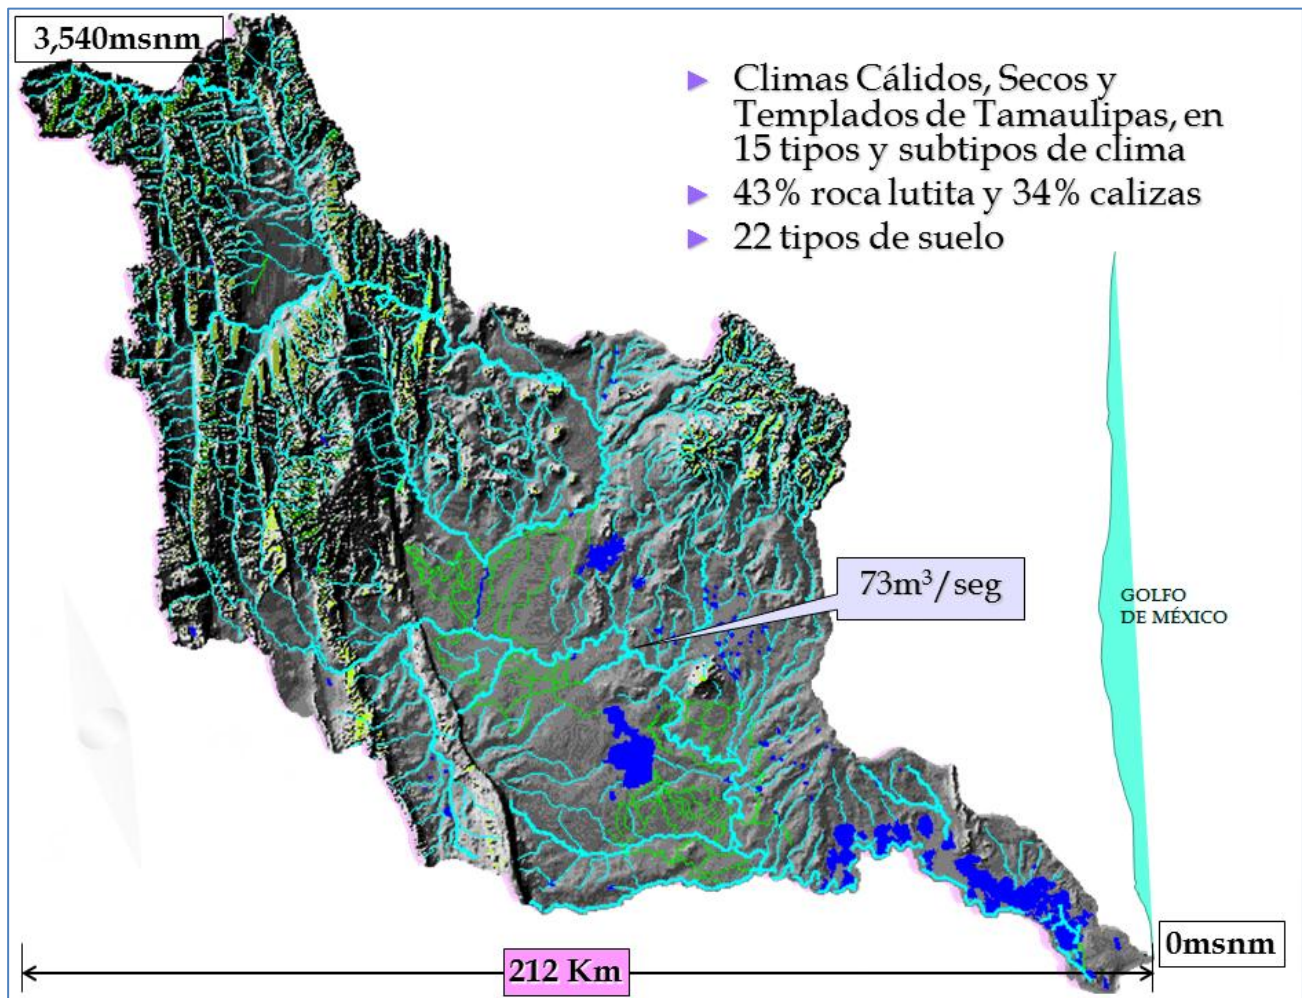 3,540msnm
Climas Cálidos, Secos y
Templados de Tamaulipas, en
15 tipos y subtipos de clima
43% roca lutita y 34% calizas
22 tipos de suelo
73m³/seg
GOLFO
DE MÉXICO
0msnm
212 Km